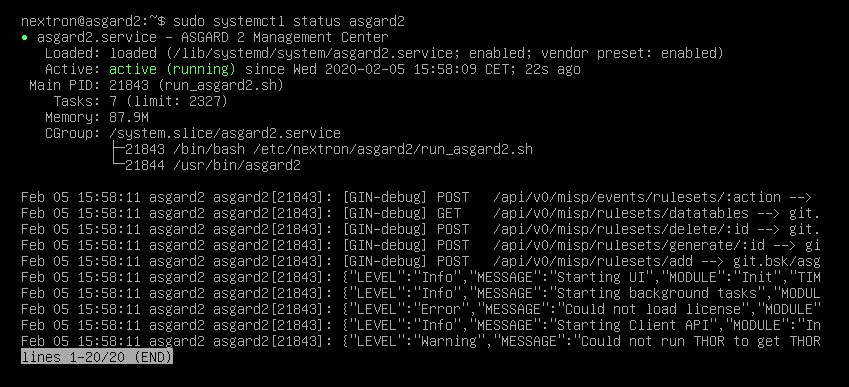 nextron@asgard2:~$ sudo systemctl status asgard2
● asgard2.service – ASGARD 2 Management Center
   Loaded: loaded (/lib/systemd/system/asgard2.service; enabled; vendor preset: enabled)
   Active: active (running) since Wed 2020-02-05 15:58:09 CET; 22s ago
 Main PID: 21843 (run_asgard2.sh)
    Tasks: 7 (limit: 2327)
   Memory: 87.9M
   CGroup: /system.slice/asgard2.service
           ├─21843 /bin/bash /etc/nextron/asgard2/run_asgard2.sh
           └─21844 /usr/bin/asgard2
Feb 05 15:58:11 asgard2 asgard2[21843]: [GIN-debug] POST   /api/v0/misp/events/rulesets/:action -->
Feb 05 15:58:11 asgard2 asgard2[21843]: [GIN-debug] GET    /api/v0/misp/rulesets/datatables --> git.
Feb 05 15:58:11 asgard2 asgard2[21843]: [GIN-debug] POST   /api/v0/misp/rulesets/delete/:id --> git.
Feb 05 15:58:11 asgard2 asgard2[21843]: [GIN-debug] POST   /api/v0/misp/rulesets/generate/:id --> gi
Feb 05 15:58:11 asgard2 asgard2[21843]: [GIN-debug] POST   /api/v0/misp/rulesets/add --> git.bsk/asg
Feb 05 15:58:11 asgard2 asgard2[21843]: {"LEVEL":"Info","MESSAGE":"Starting UI","MODULE":"Init","TIM
Feb 05 15:58:11 asgard2 asgard2[21843]: {"LEVEL":"Info","MESSAGE":"Starting background tasks","MODUL
Feb 05 15:58:11 asgard2 asgard2[21843]: {"LEVEL":"Error","MESSAGE":"Could not load license","MODULE"
Feb 05 15:58:11 asgard2 asgard2[21843]: {"LEVEL":"Info","MESSAGE":"Starting Client API","MODULE":"In
Feb 05 15:58:11 asgard2 asgard2[21843]: {"LEVEL":"Warning","MESSAGE":"Could not run THOR to get THOR
lines 1-20/20 (END)